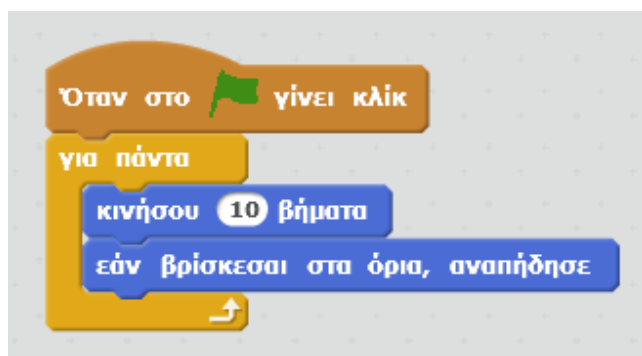 Όταν στο γίνει κλίκ
για πάντα
κινήσου 10 βήματα
εάν βρίσκεσαι στα όρια, αναπήδησε